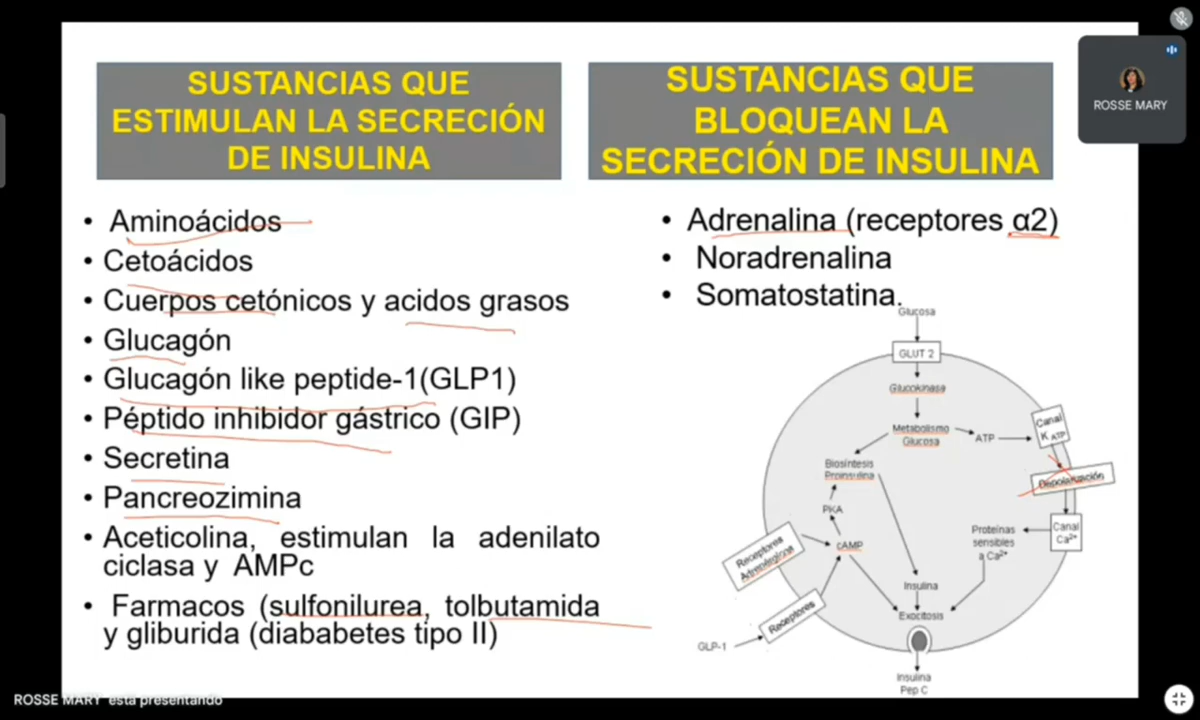 SUSTANCIAS QUE
ESTIMULAN LA SECRECIÓN
DE INSULINA
• Aminoácidos
• Cetoácidos
• Cuerpos cetónicos y acidos grasos
• Glucagón
• Glucagón like peptide-1(GLP1)
• Péptido inhibidor gástrico (GIP)
• Secretina
• Pancreozimina
• Aceticolina, estimulan la adenilato
ciclasa y AMPc
• Farmacos (sulfonilurea, tolbutamida
y gliburida (diababetes tipo II)
SUSTANCIAS QUE
BLOQUEAN LA
SECRECIÓN DE INSULINA
• Adrenalina (receptores α2)
• Noradrenalina
• Somatostatina.
Glucosa
GLUT 2
Glucokinasa
Metabolismo
Glucosa
ATP
Canal
K ATP
Depolarización
Canal
Ca²⁺
Proteínas
sensibles
a Ca²⁺
Biosíntesis
Proinsulina
PKA
cAMP
Receptores
Adrenérgicos
Receptores
GLP-1
Insulina
Exocitosis
Insulina
Pep C
ROSSE MARY
ROSSE MARY está presentando